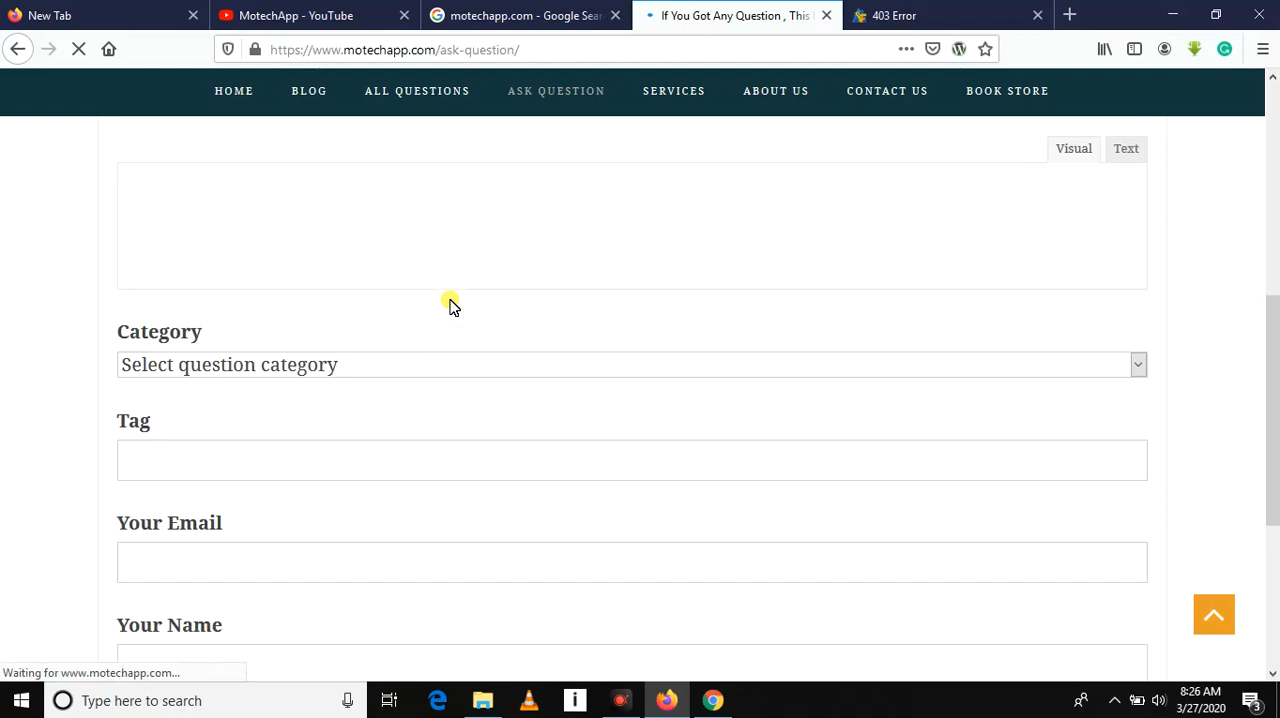 New Tab
MotechApp - YouTube
motechapp.com - Google Sear
If You Got Any Question , This
403 Error
https://www.motechapp.com/ask-question/
HOME
BLOG
ALL QUESTIONS
ASK QUESTION
SERVICES
ABOUT US
CONTACT US
BOOK STORE
Visual
Text
Category
Select question category
Tag
Your Email
Your Name
Waiting for www.motechapp.com...
Type here to search
8:26 AM
3/27/2020
3